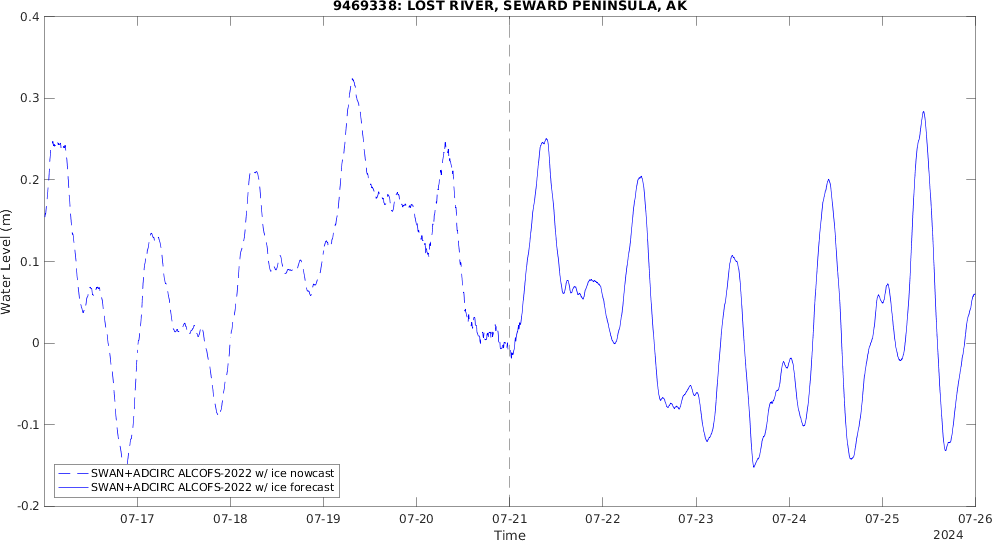 9469338: LOST RIVER, SEWARD PENINSULA, AK
0.4
0.3
0.2
0.1
0
-0.1
-0.2
Water Level (m)
SWAN+ADCIRC ALCOFS-2022 w/ ice nowcast
SWAN+ADCIRC ALCOFS-2022 w/ ice forecast
07-17 07-18 07-19 07-20 07-21 07-22 07-23 07-24 07-25 07-26
Time
2024